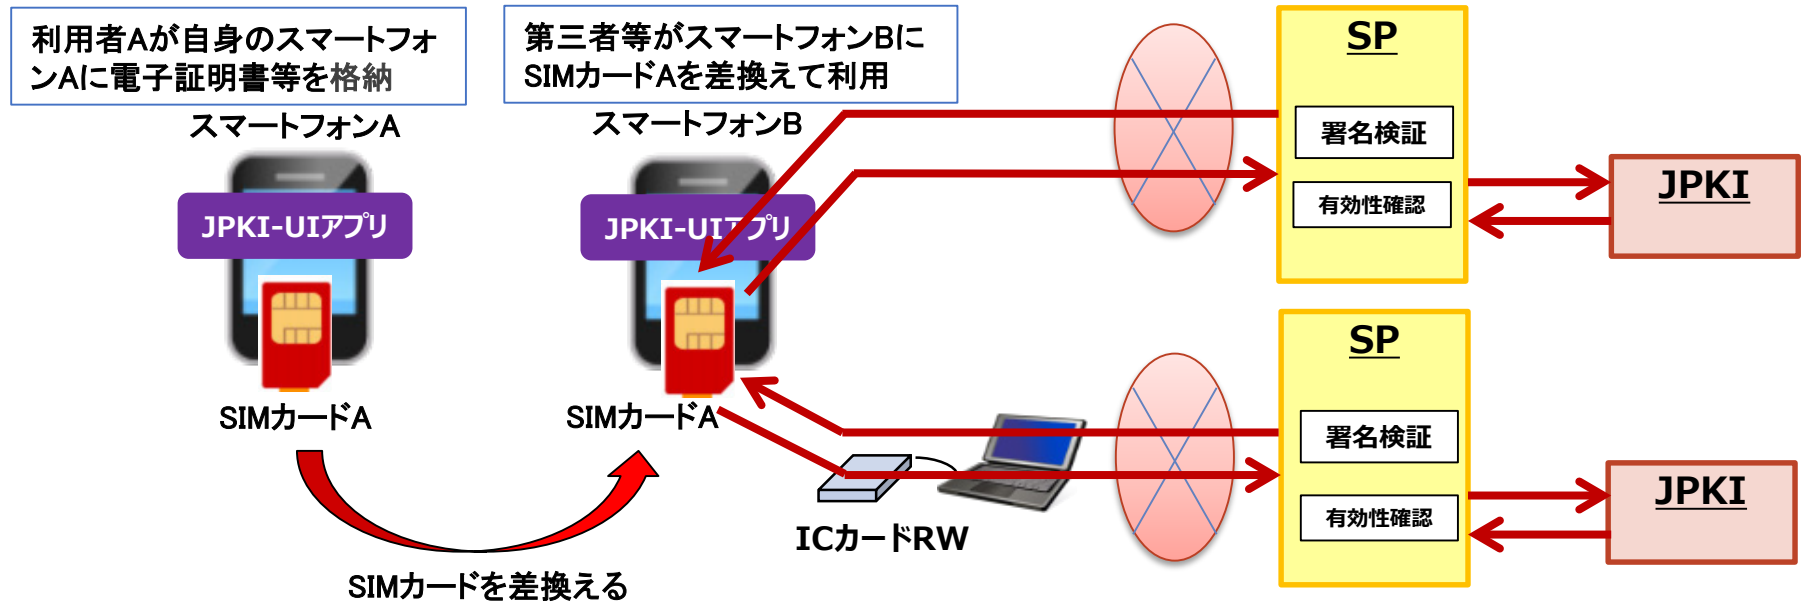 利用者Aが自身のスマートフォ
ンAに電子証明書等を格納
スマートフォンA
JPKI-UIアプリ
SIMカードA
第三者等がスマートフォンBに
SIMカードAを差換えて利用
スマートフォンB
JPKI-UIアプリ
SIMカードA
SIMカードを差換える
ICカードRW
SP
署名検証
有効性確認
JPKI
SP
署名検証
有効性確認
JPKI